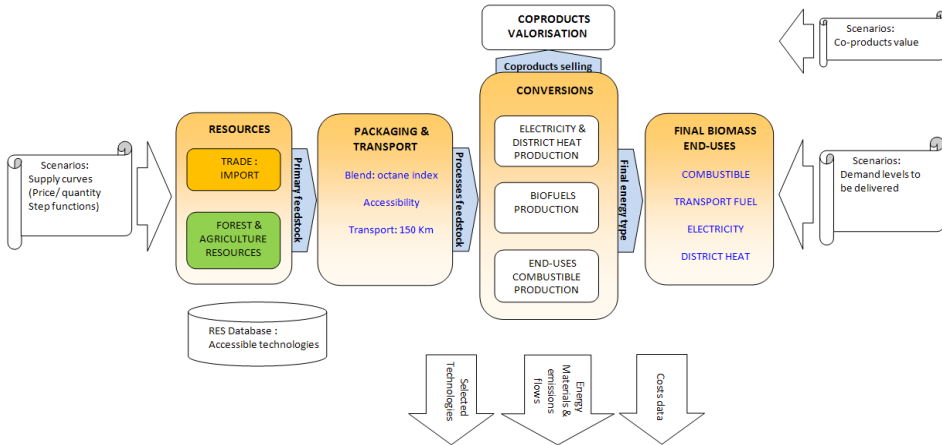 COPRODUCTS
VALORISATION
Scenarios:
Co-products value
Coproducts selling
CONVERSIONS
RESOURCES
PACKAGING &
TRANSPORT
FINAL BIOMASS
END-USES
Scenarios:
Supply curves
(Price/ quantity
Step functions)
TRADE :
IMPORT
FOREST &
AGRICULTURE
RESOURCES
Primary feedstock
Blend: octane index
Accessibility
Transport: 150 Km
Processes feedstock
ELECTRICITY &
DISTRICT HEAT
PRODUCTION
BIOFUELS
PRODUCTION
END-USES
COMBUSTIBLE
PRODUCTION
Final energy type
COMBUSTIBLE
TRANSPORT FUEL
ELECTRICITY
DISTRICT HEAT
Scenarios:
Demand levels to
be delivered
RES Database :
Accessible technologies
Selected
Technologies
Energy
Materials &
emissions
flows
Costs data